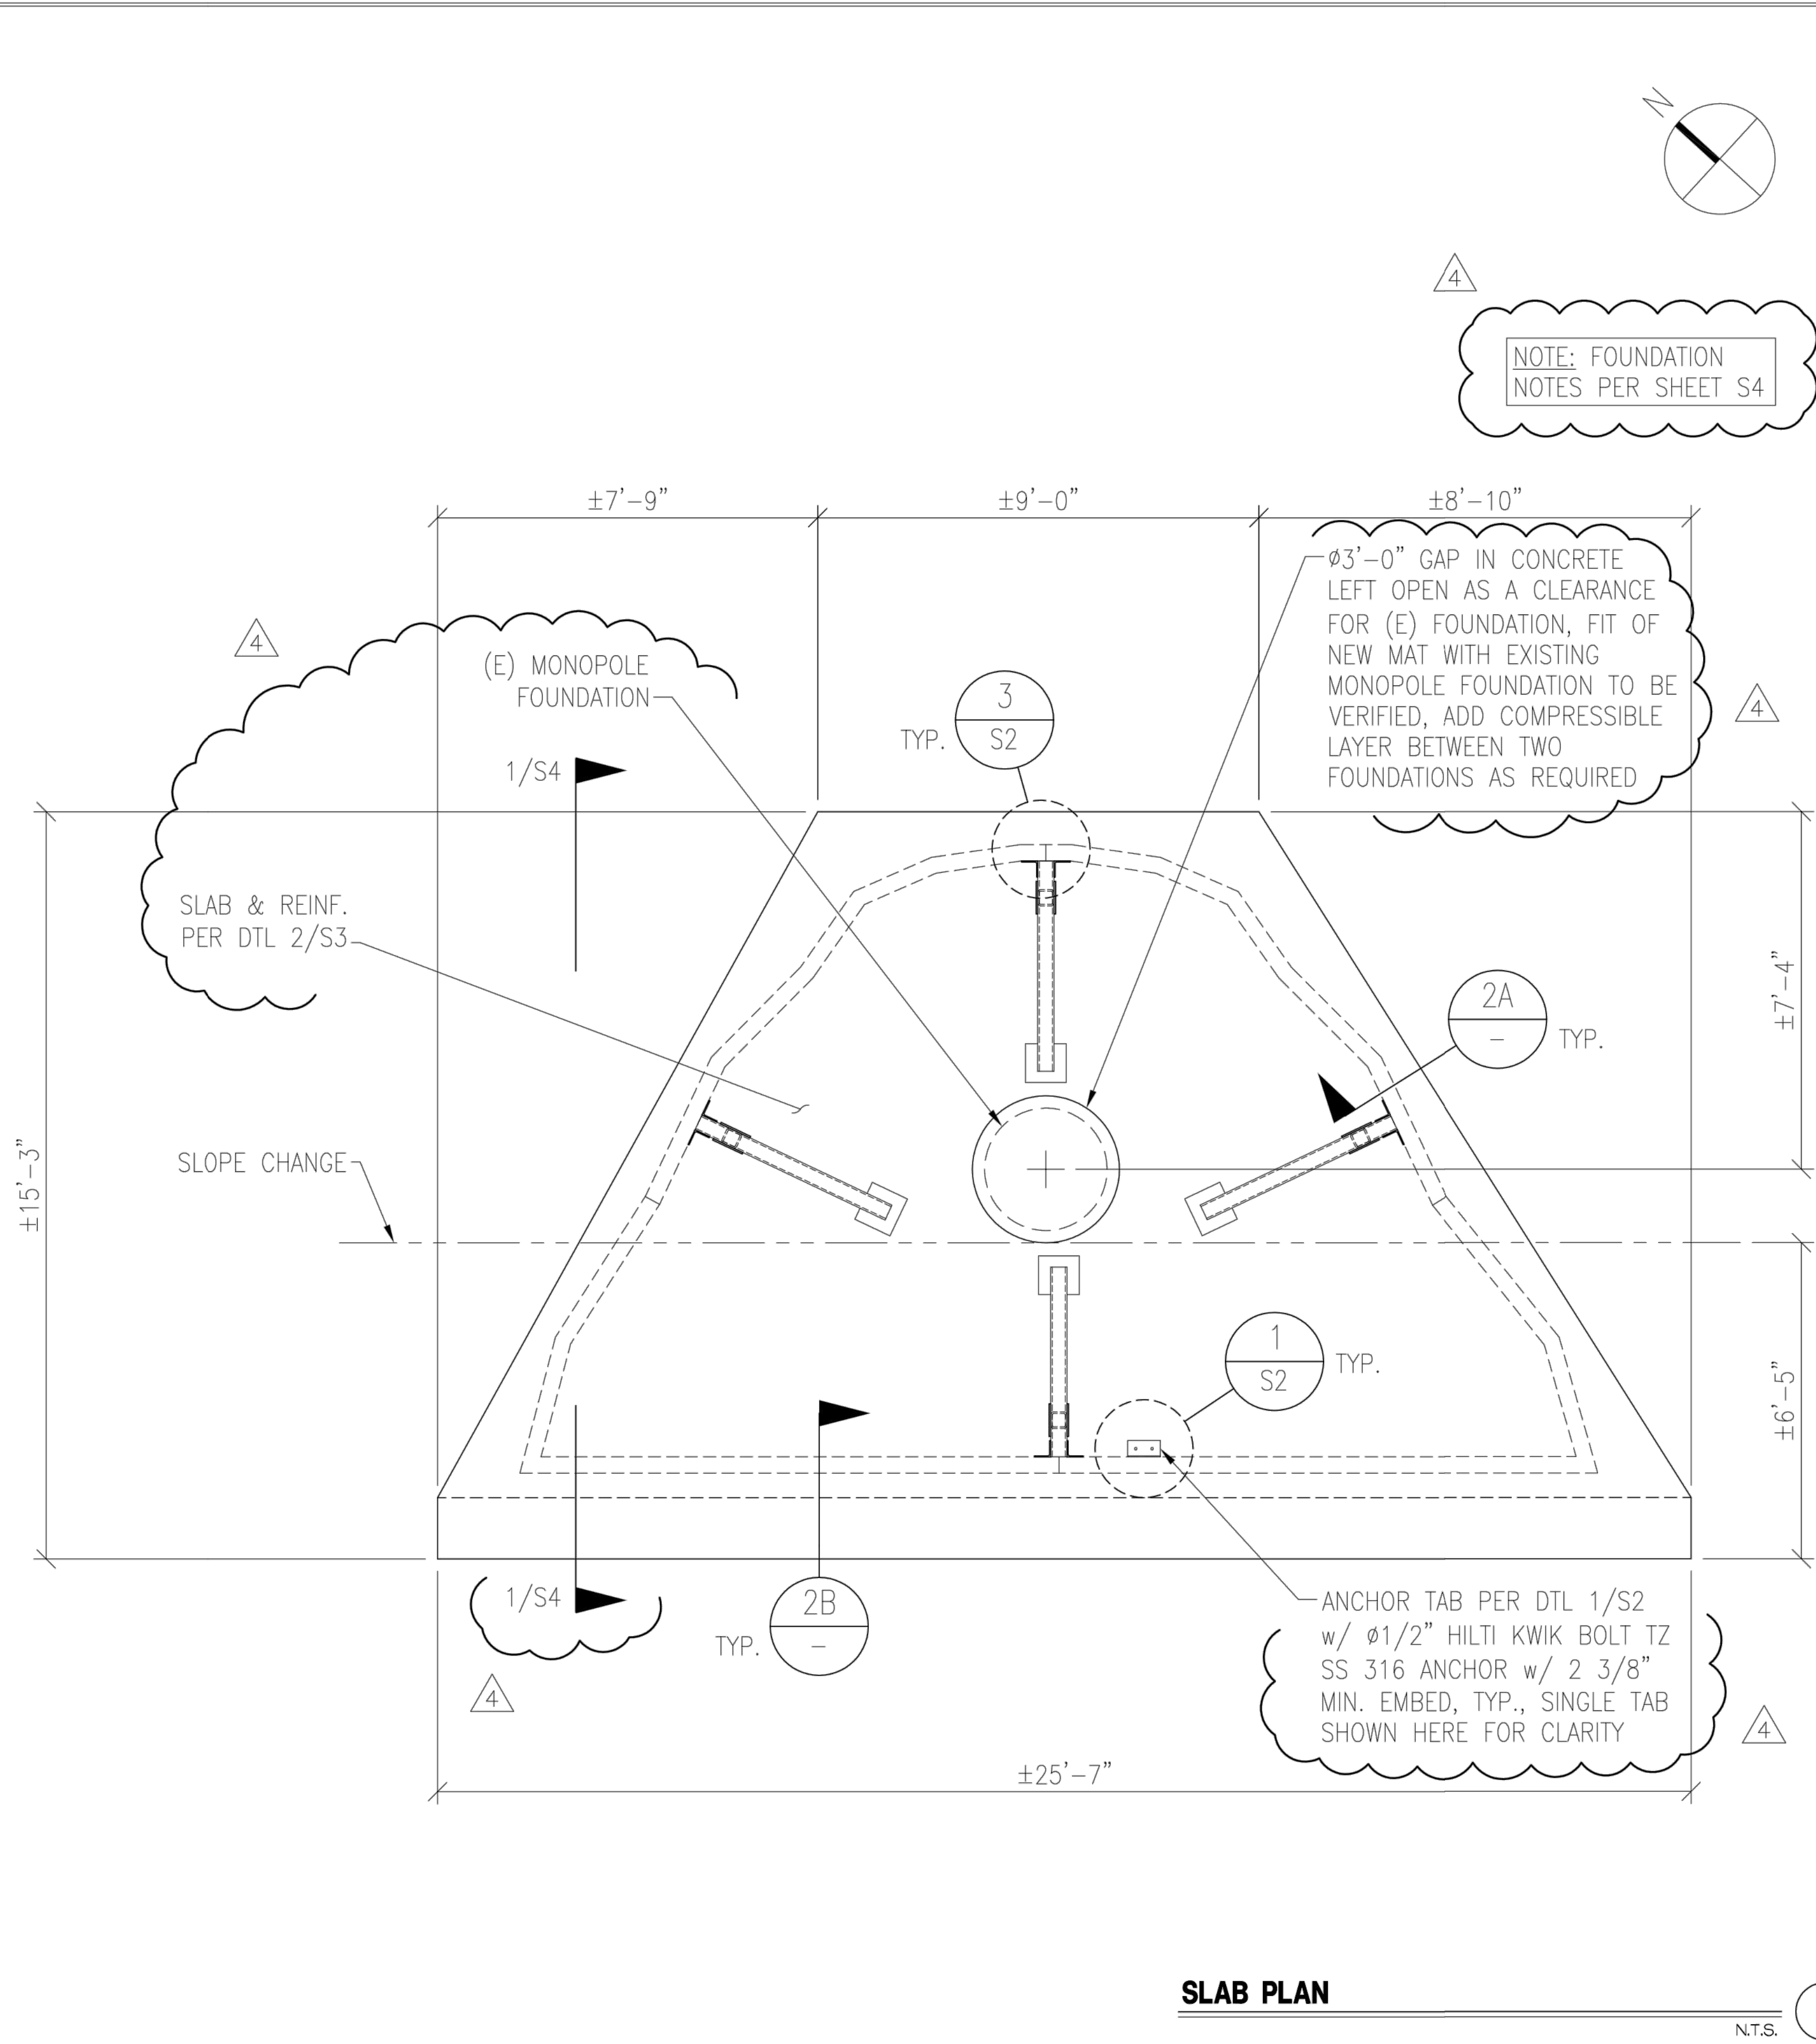 N
4
NOTE: FOUNDATION
NOTES PER SHEET S4
±7'-9"
±9'-0"
±8'-10"
ø3'-0" GAP IN CONCRETE
LEFT OPEN AS A CLEARANCE
FOR (E) FOUNDATION, FIT OF
NEW MAT WITH EXISTING
MONOPOLE FOUNDATION TO BE
VERIFIED, ADD COMPRESSIBLE
LAYER BETWEEN TWO
FOUNDATIONS AS REQUIRED
4
4
(E) MONOPOLE
FOUNDATION
3
S2
TYP.
1/S4
SLAB & REINF.
PER DTL 2/S3
2A
-
TYP.
±7'-4"
±15'-3"
SLOPE CHANGE
1
S2
TYP.
±6'-5"
1/S4
4
2B
-
TYP.
ANCHOR TAB PER DTL 1/S2
w/ ø1/2" HILTI KWIK BOLT TZ
SS 316 ANCHOR w/ 2 3/8"
MIN. EMBED, TYP., SINGLE TAB
SHOWN HERE FOR CLARITY
4
±25'-7"
SLAB PLAN
N.T.S.